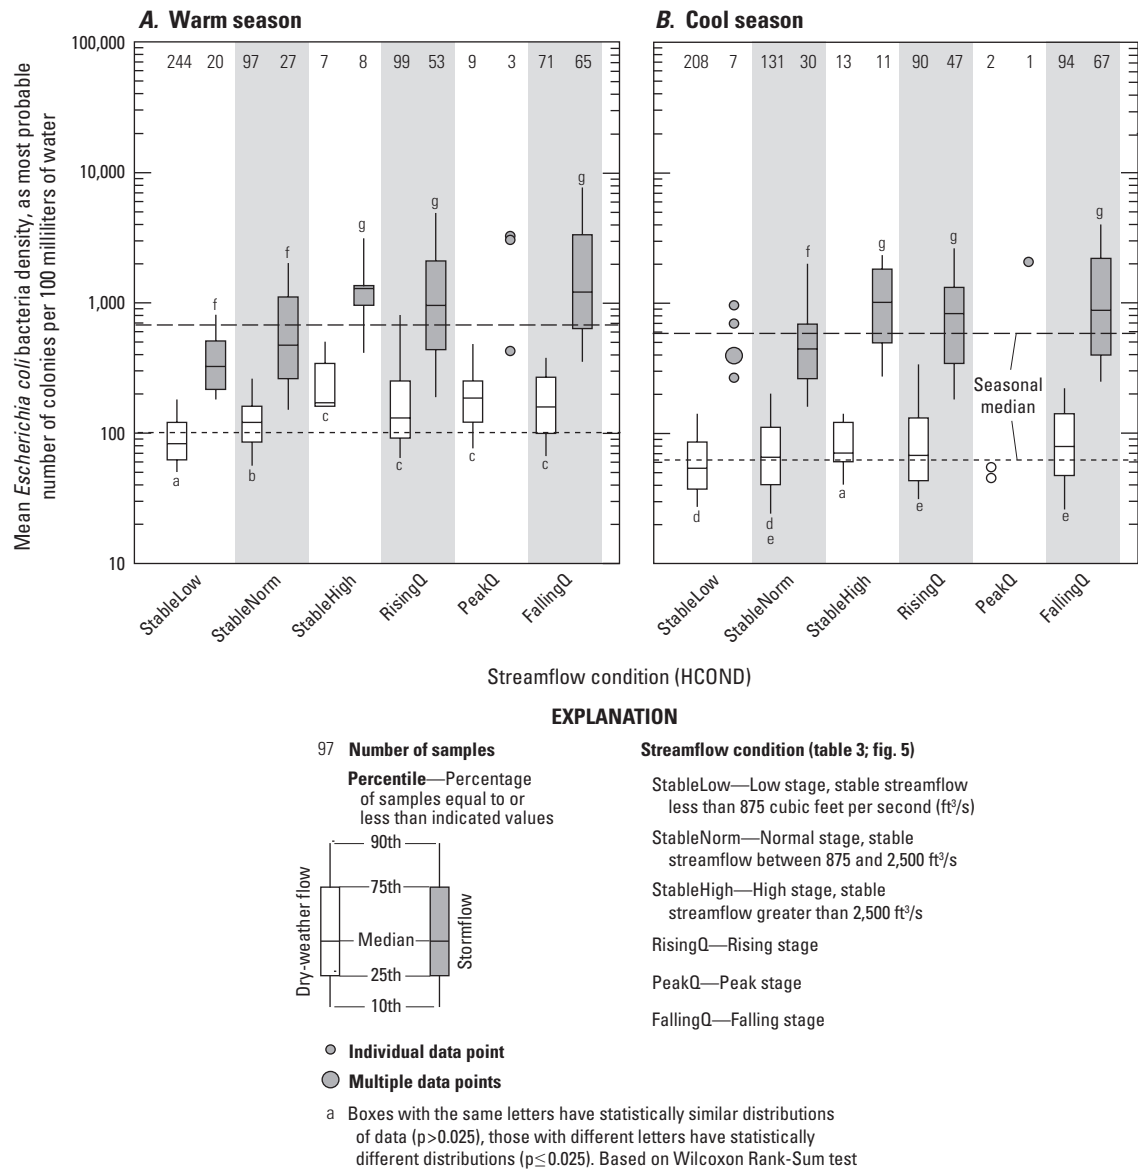 A. Warm season
B. Cool season
Mean Escherichia coli bacteria density, as most probable
number of colonies per 100 milliliters of water
100,000
10,000
1,000
100
10
244 20 97 27 7 8 99 53 9 3 71 65
208 7 131 30 13 11 90 47 2 1 94 67
g
g
g
f
f
c
a
b
c
c
c
g
g
g
f
Seasonal
median
a
d
d
e
e
e
StableLow
StableNorm
StableHigh
RisingQ
PeakQ
FallingQ
StableLow
StableNorm
StableHigh
RisingQ
PeakQ
FallingQ
Streamflow condition (HCOND)
EXPLANATION
97 Number of samples
Percentile—Percentage
of samples equal to or
less than indicated values
90th
75th
Median
25th
10th
Dry-weather flow
Stormflow
Individual data point
Multiple data points
a Boxes with the same letters have statistically similar distributions
of data (p>0.025), those with different letters have statistically
different distributions (p≤0.025). Based on Wilcoxon Rank-Sum test
Streamflow condition (table 3; fig. 5)
StableLow—Low stage, stable streamflow
less than 875 cubic feet per second (ft³/s)
StableNorm—Normal stage, stable
streamflow between 875 and 2,500 ft³/s
StableHigh—High stage, stable
streamflow greater than 2,500 ft³/s
RisingQ—Rising stage
PeakQ—Peak stage
FallingQ—Falling stage